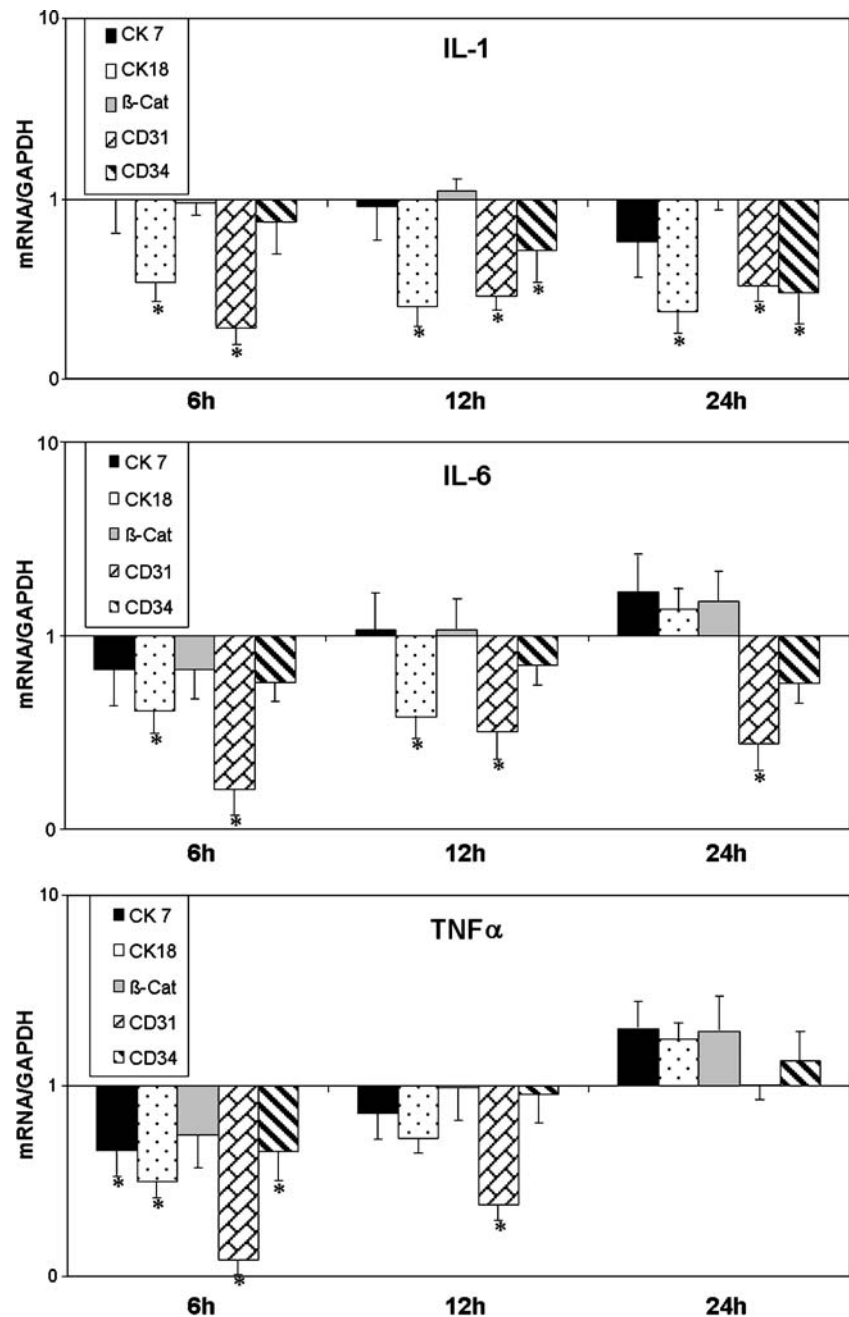 10
IL-1
CK 7
CK18
ß-Cat
CD31
CD34
mRNA/GAPDH
1
*
*
*
*
*
*
*
*
0
6h
12h
24h
10
IL-6
CK 7
CK18
ß-Cat
CD31
CD34
mRNA/GAPDH
1
*
*
*
*
*
0
6h
12h
24h
10
TNFα
CK 7
CK18
ß-Cat
CD31
CD34
mRNA/GAPDH
1
*
*
*
*
*
0
6h
12h
24h